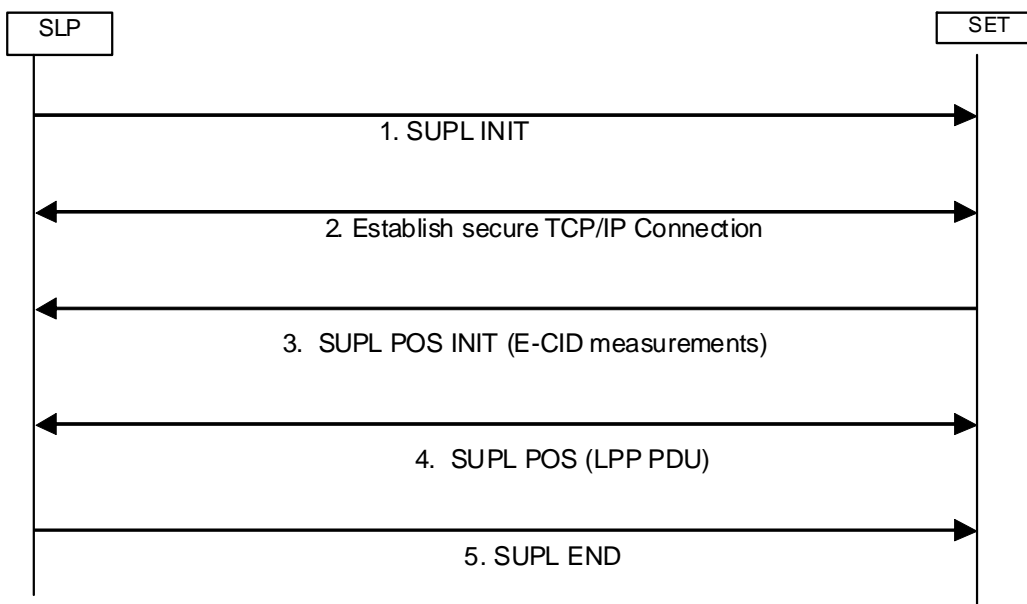 SLP
SET
1. SUPL INIT
2. Establish secure TCP/IP Connection
3. SUPL POS INIT (E-CID measurements)
4. SUPL POS (LPP PDU)
5. SUPL END